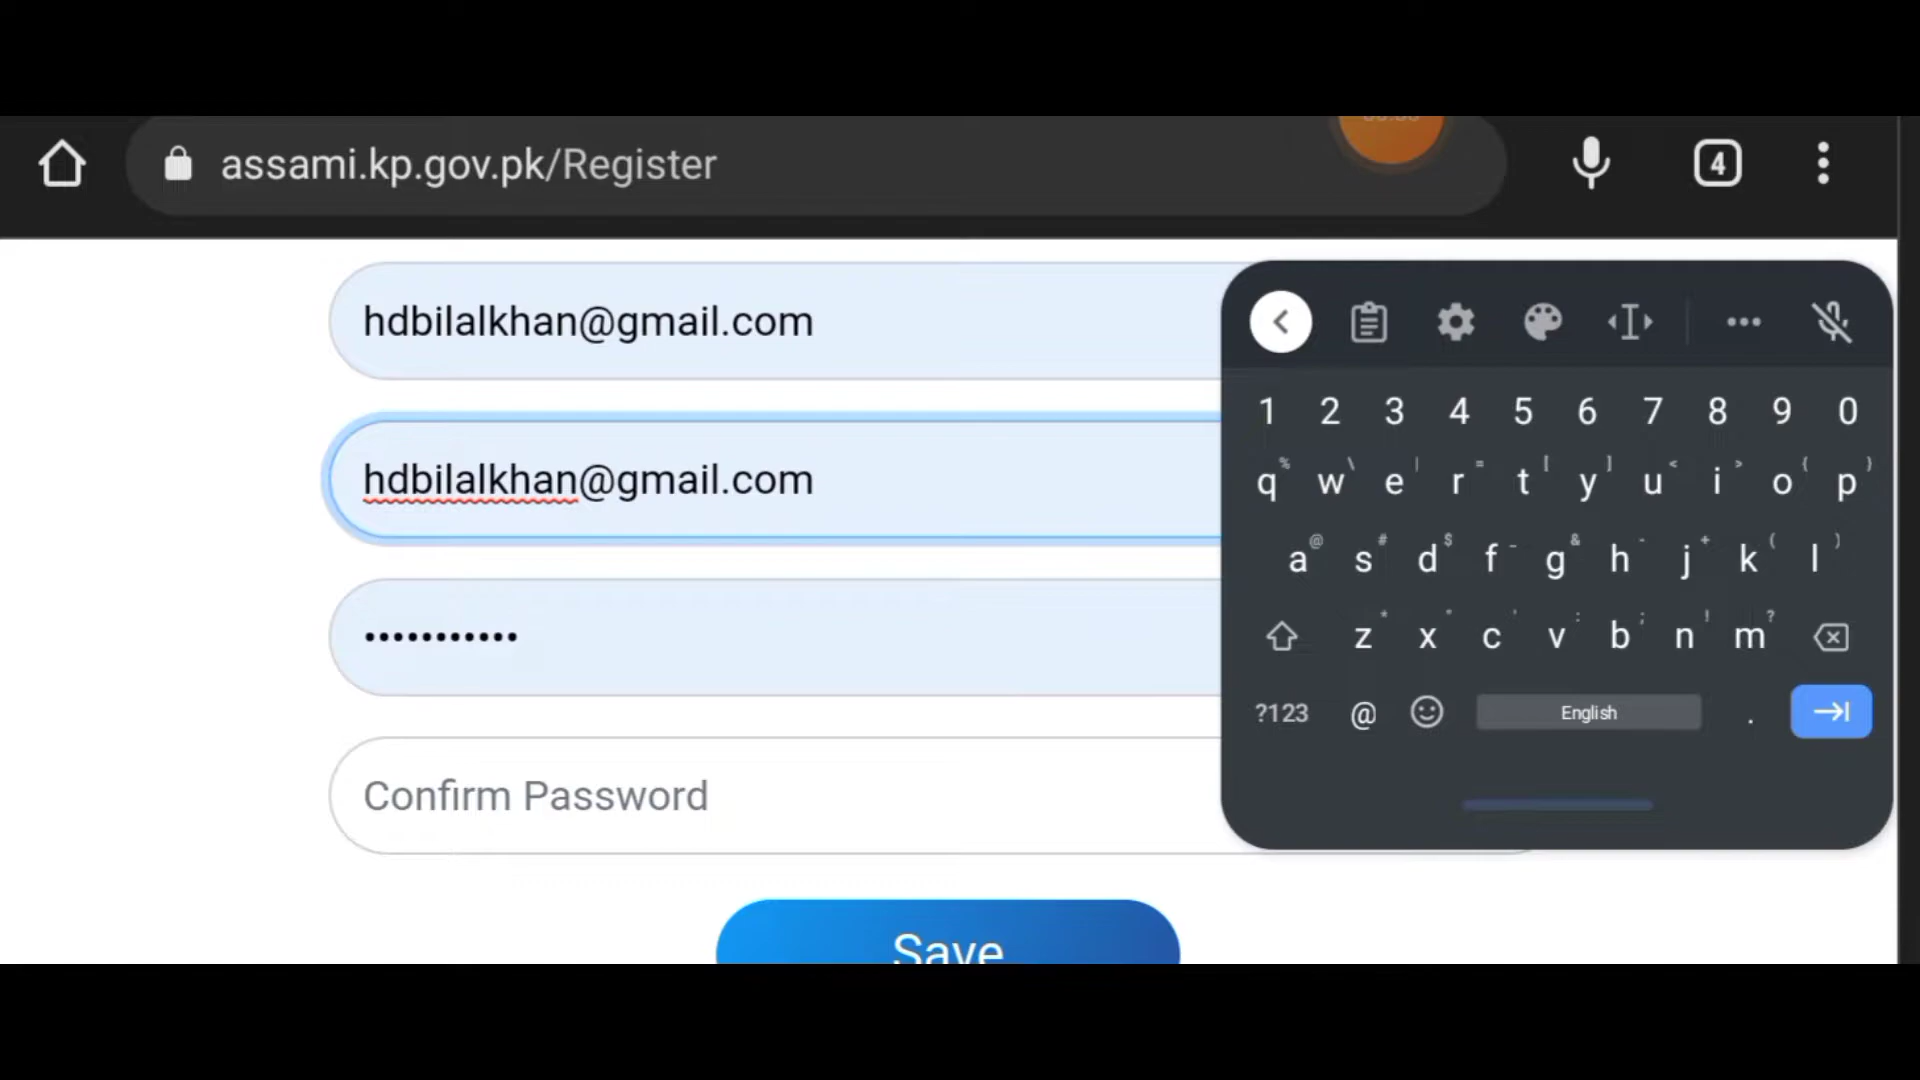 assami.kp.gov.pk/Register
4
hdbilalkhan@gmail.com
hdbilalkhan@gmail.com
•••••••••••
Confirm Password
Save
1 2 3 4 5 6 7 8 9 0
q w e r t y u i o p
a s d f g h j k l
z x c v b n m
?123 @ English .